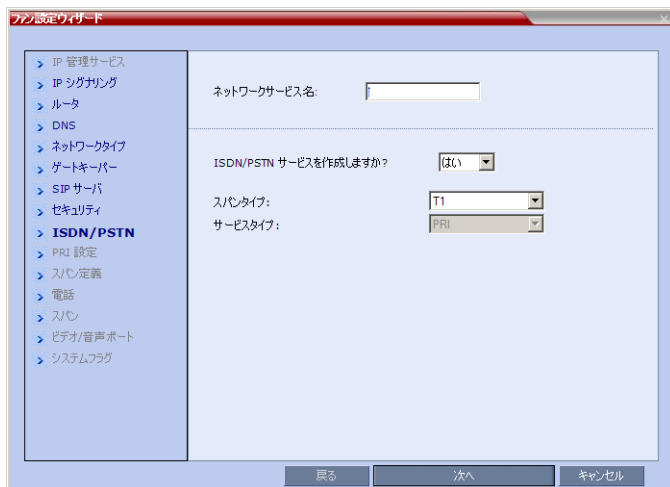 ファン設定ウィザード
IP 管理サービス
IP シグナリング
ルータ
DNS
ネットワークタイプ
ゲートキーパー
SIP サーバ
セキュリティ
ISDN/PSTN
PRI 設定
スパン定義
電話
スパン
ビデオ/音声ポート
システムフラグ
ネットワークサービス名:
ISDN/PSTN サービスを作成しますか?
はい
スパンタイプ:
T1
サービスタイプ:
PRI
戻る
次へ
キャンセル